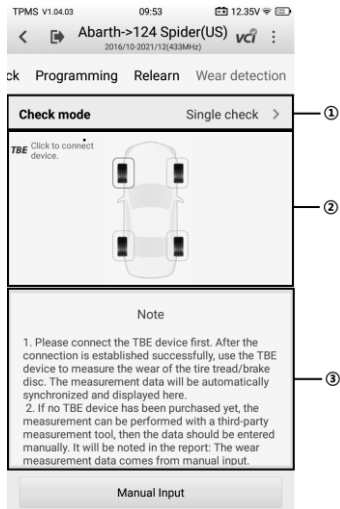 TPMS V1.04.03 09:53 12.35V
Abarth->124 Spider(US) vci
2016/10-2021/12(433MHz)
ck Programming Relearn Wear detection
Check mode Single check > ①
TBE Click to connect
device.
②
Note
1. Please connect the TBE device first. After the
connection is established successfully, use the TBE
device to measure the wear of the tire tread/brake
disc. The measurement data will be automatically
synchronized and displayed here.
③
2. If no TBE device has been purchased yet, the
measurement can be performed with a third-party
measurement tool, then the data should be entered
manually. It will be noted in the report: The wear
measurement data comes from manual input.
Manual Input